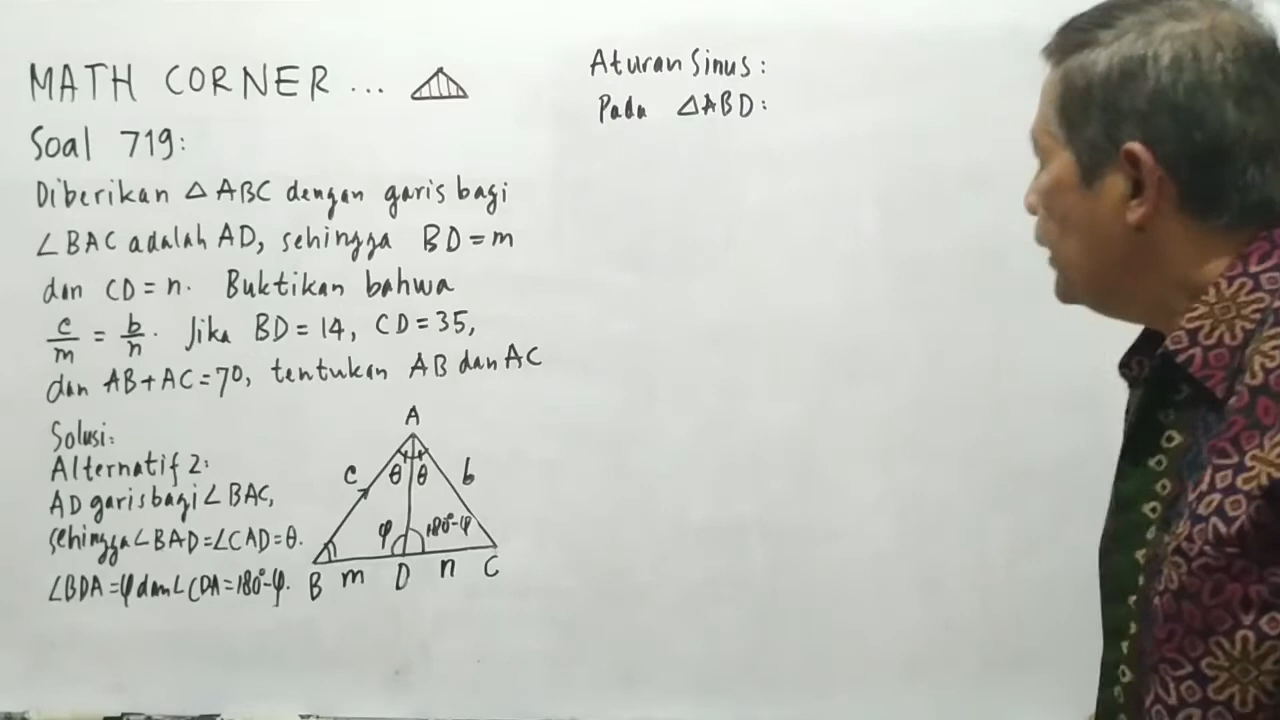 MATH CORNER...
Soal 719:
Diberikan △ABC dengan garis bagi
∠BAC adalah AD, sehingga BD = m
dan CD = n. Buktikan bahwa
c/m = b/n. Jika BD = 14, CD = 35,
dan AB + AC = 70, tentukan AB dan AC
Solusi:
Alternatif 2:
AD garis bagi ∠BAC,
sehingga ∠BAD = ∠CAD = θ.
∠BDA = φ dan ∠CDA = 180° - φ.
A
c θ θ b
φ 180°-φ
B m D n C
Aturan Sinus:
Pada △ABD: